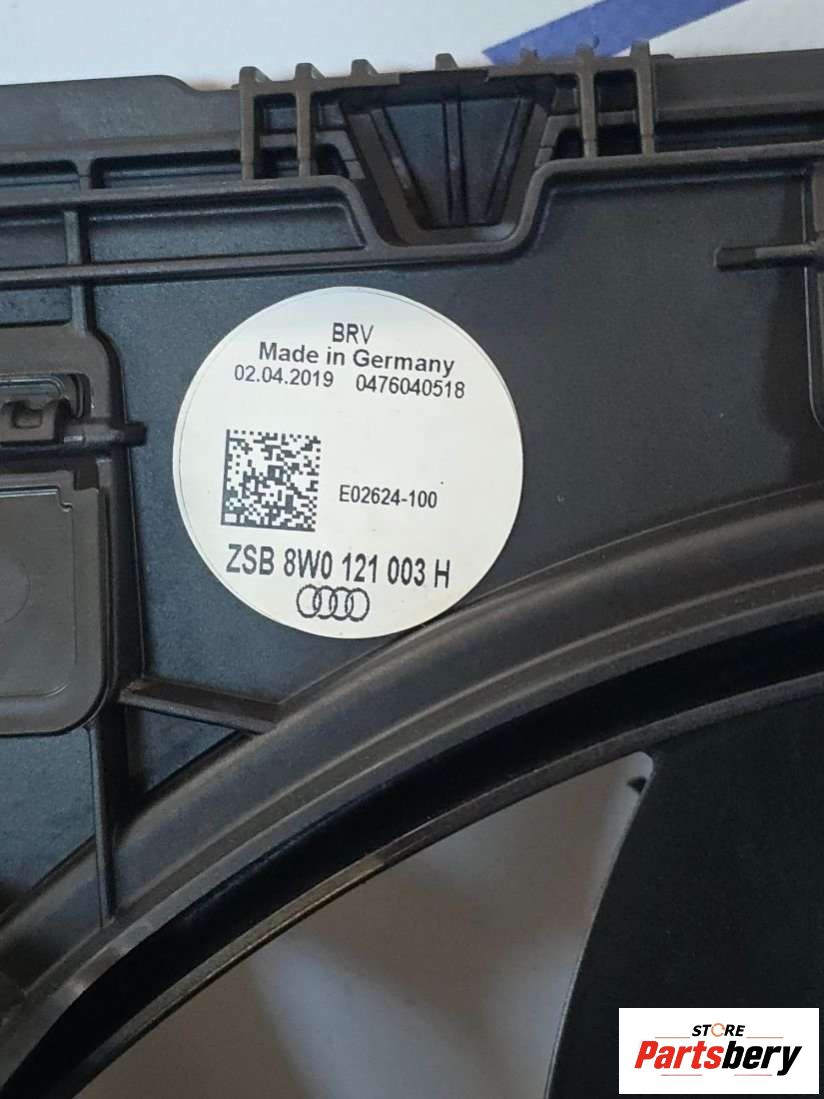 BRV
Made in Germany
02.04.2019 0476040518
E02624-100
ZSB 8W0 121 003 H
STORE
Partsbery